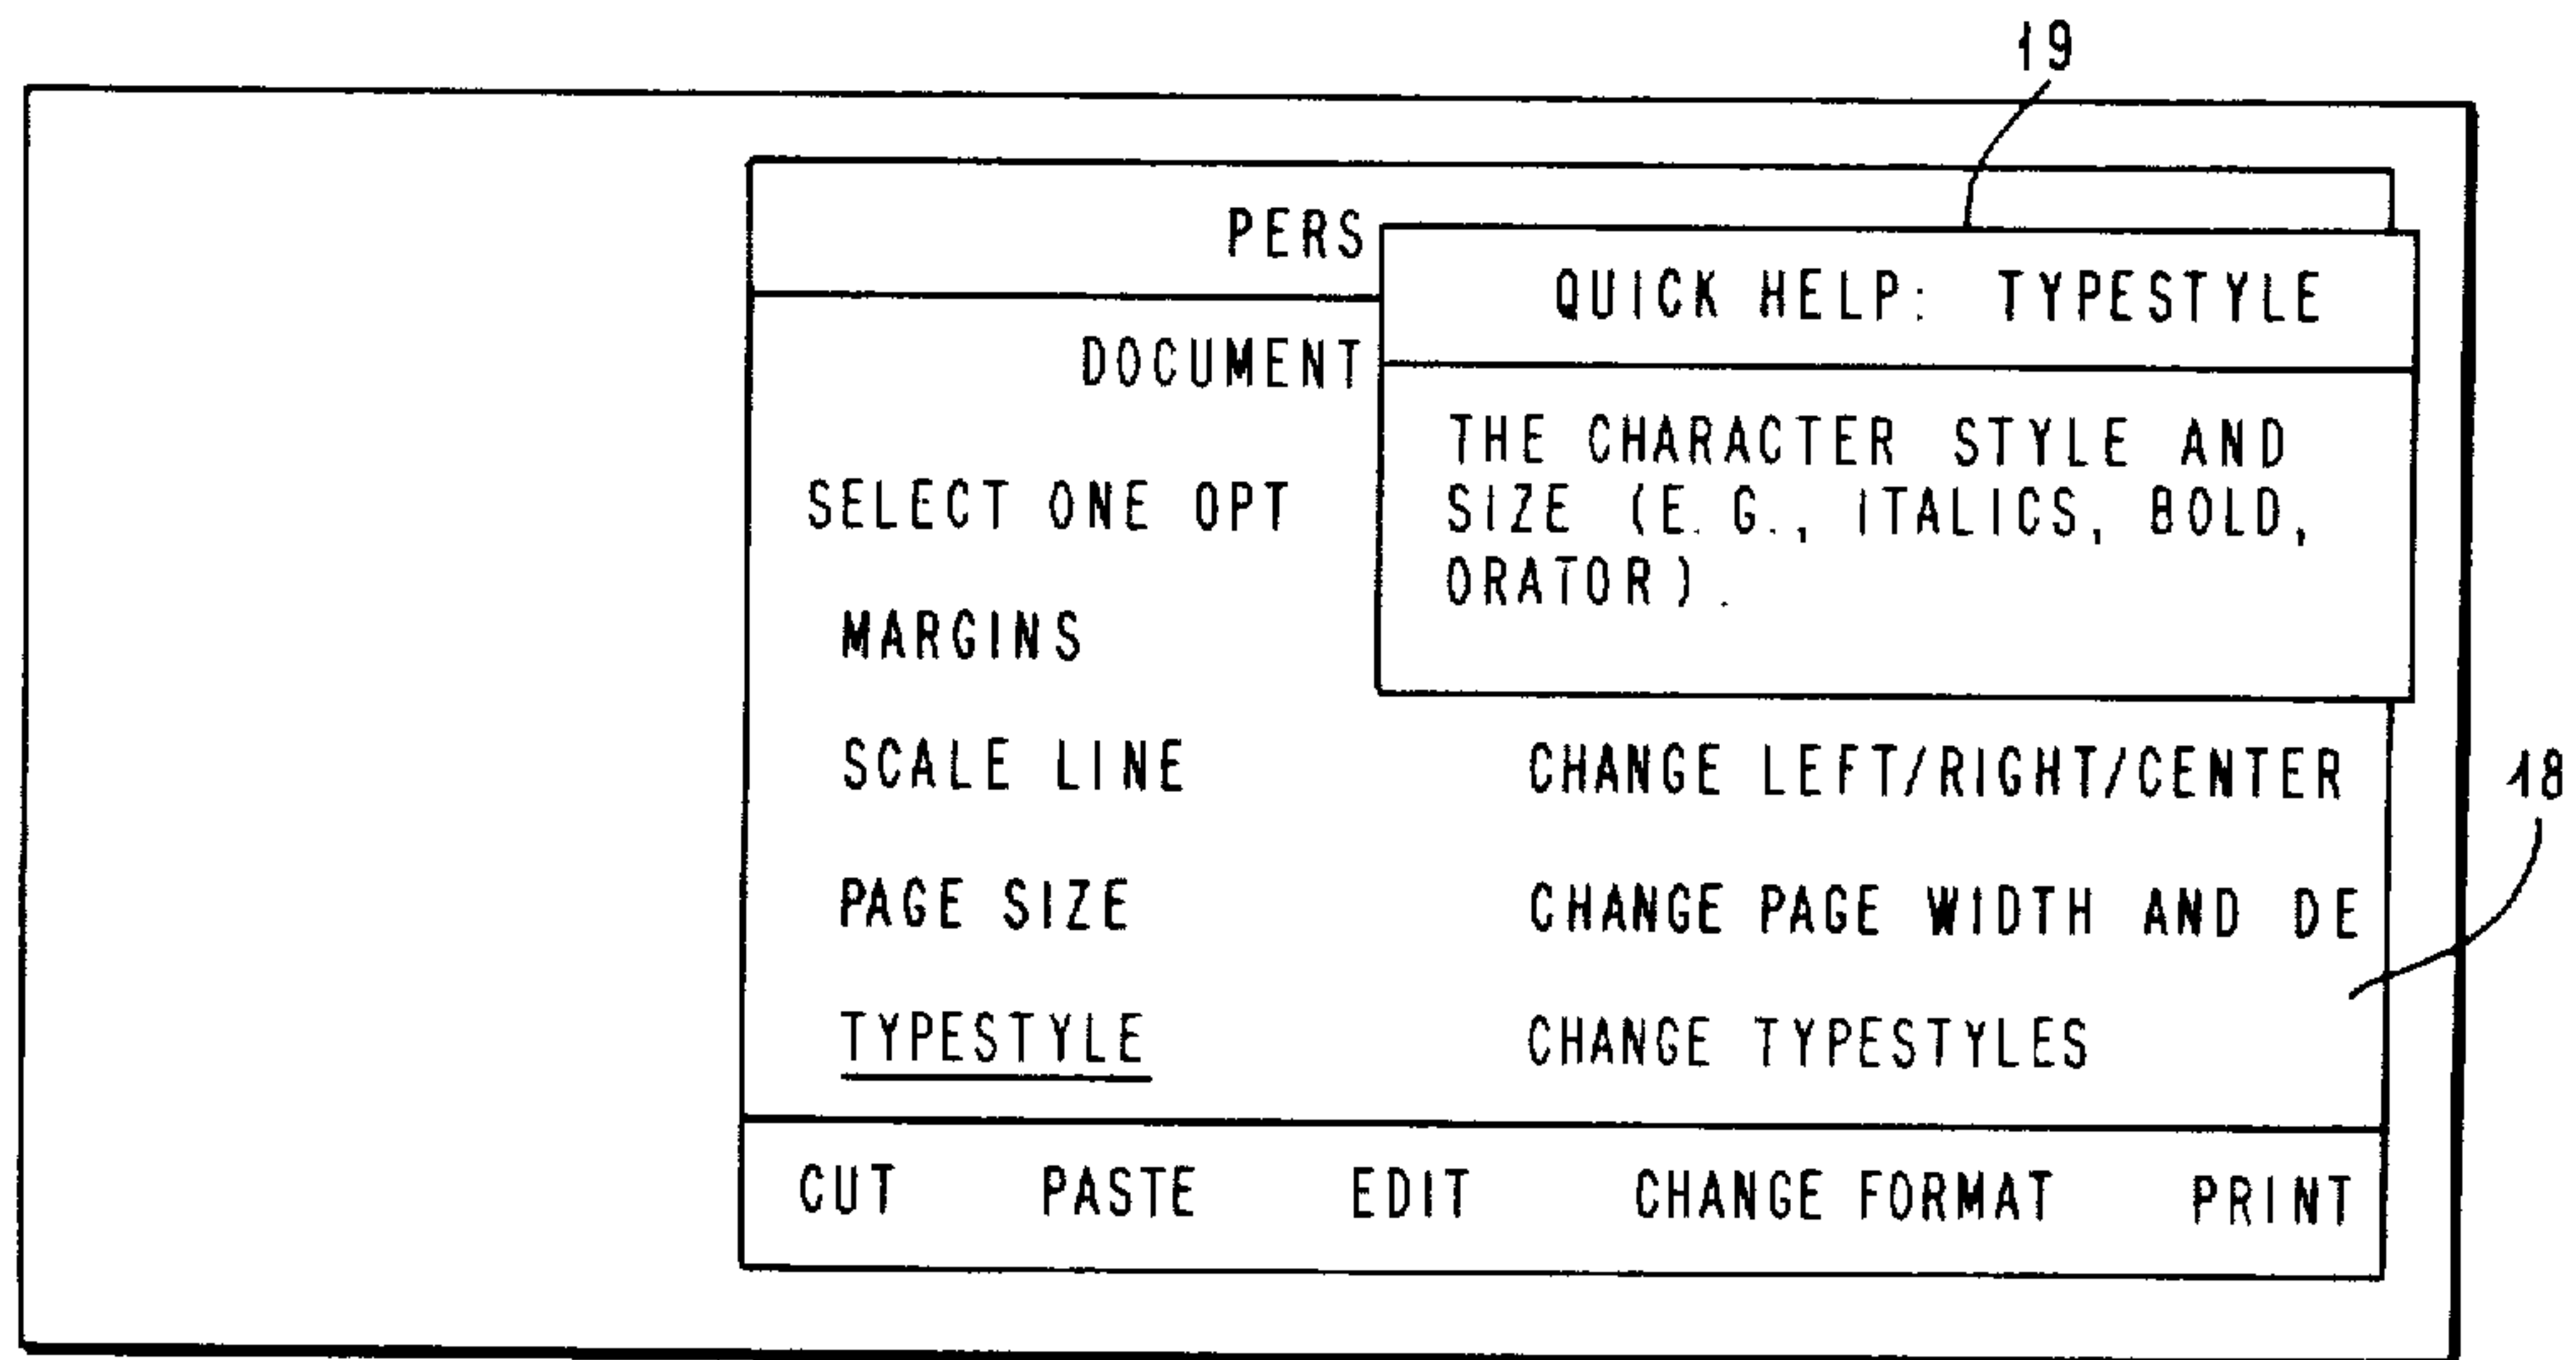 19
PERS
QUICK HELP: TYPESTYLE
DOCUMENT
THE CHARACTER STYLE AND
SIZE (E.G., ITALICS, BOLD,
ORATOR).
SELECT ONE OPT
MARGINS
SCALE LINE CHANGE LEFT/RIGHT/CENTER
18
PAGE SIZE CHANGE PAGE WIDTH AND DE
TYPESTYLE CHANGE TYPESTYLES
CUT PASTE EDIT CHANGE FORMAT PRINT